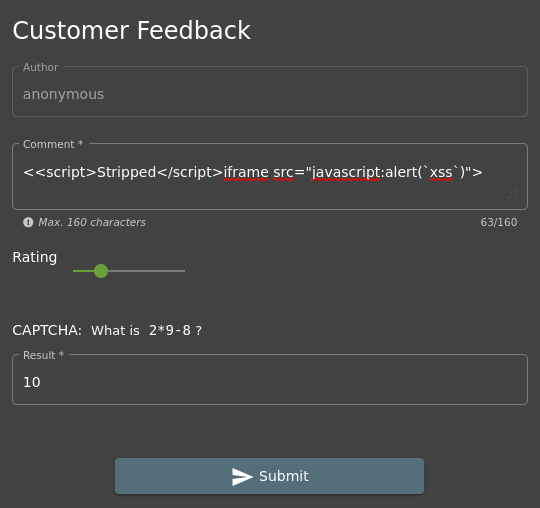 Customer Feedback
Author
anonymous
Comment *
<<script>Stripped</script>iframe src="javascript:alert(`xss`)">
Max. 160 characters 63/160
Rating
CAPTCHA: What is 2*9-8 ?
Result *
10
Submit